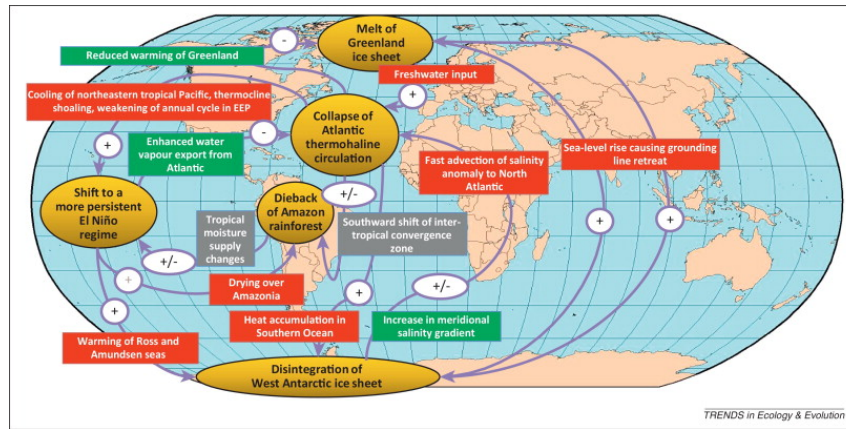 Melt of
Greenland
ice sheet
Reduced warming of Greenland
-
Cooling of northeastern tropical Pacific, thermocline
shoaling, weakening of annual cycle in EEP
Freshwater input
+
+
Enhanced water
vapour export from
Atlantic
-
Collapse of
Atlantic
thermohaline
circulation
Fast advection of salinity
anomaly to North
Atlantic
Sea-level rise causing grounding
line retreat
Shift to a
more persistent
El Niño
regime
Tropical
moisture
supply
changes
Dieback
of Amazon
rainforest
+/-
Southward shift of inter-
tropical convergence
zone
+
+
+/-
+
+
Drying over
Amazonia
+
+/-
Warming of Ross and
Amundsen seas
Heat accumulation in
Southern Ocean
Increase in meridional
salinity gradient
Disintegration of
West Antarctic ice sheet
TRENDS in Ecology & Evolution